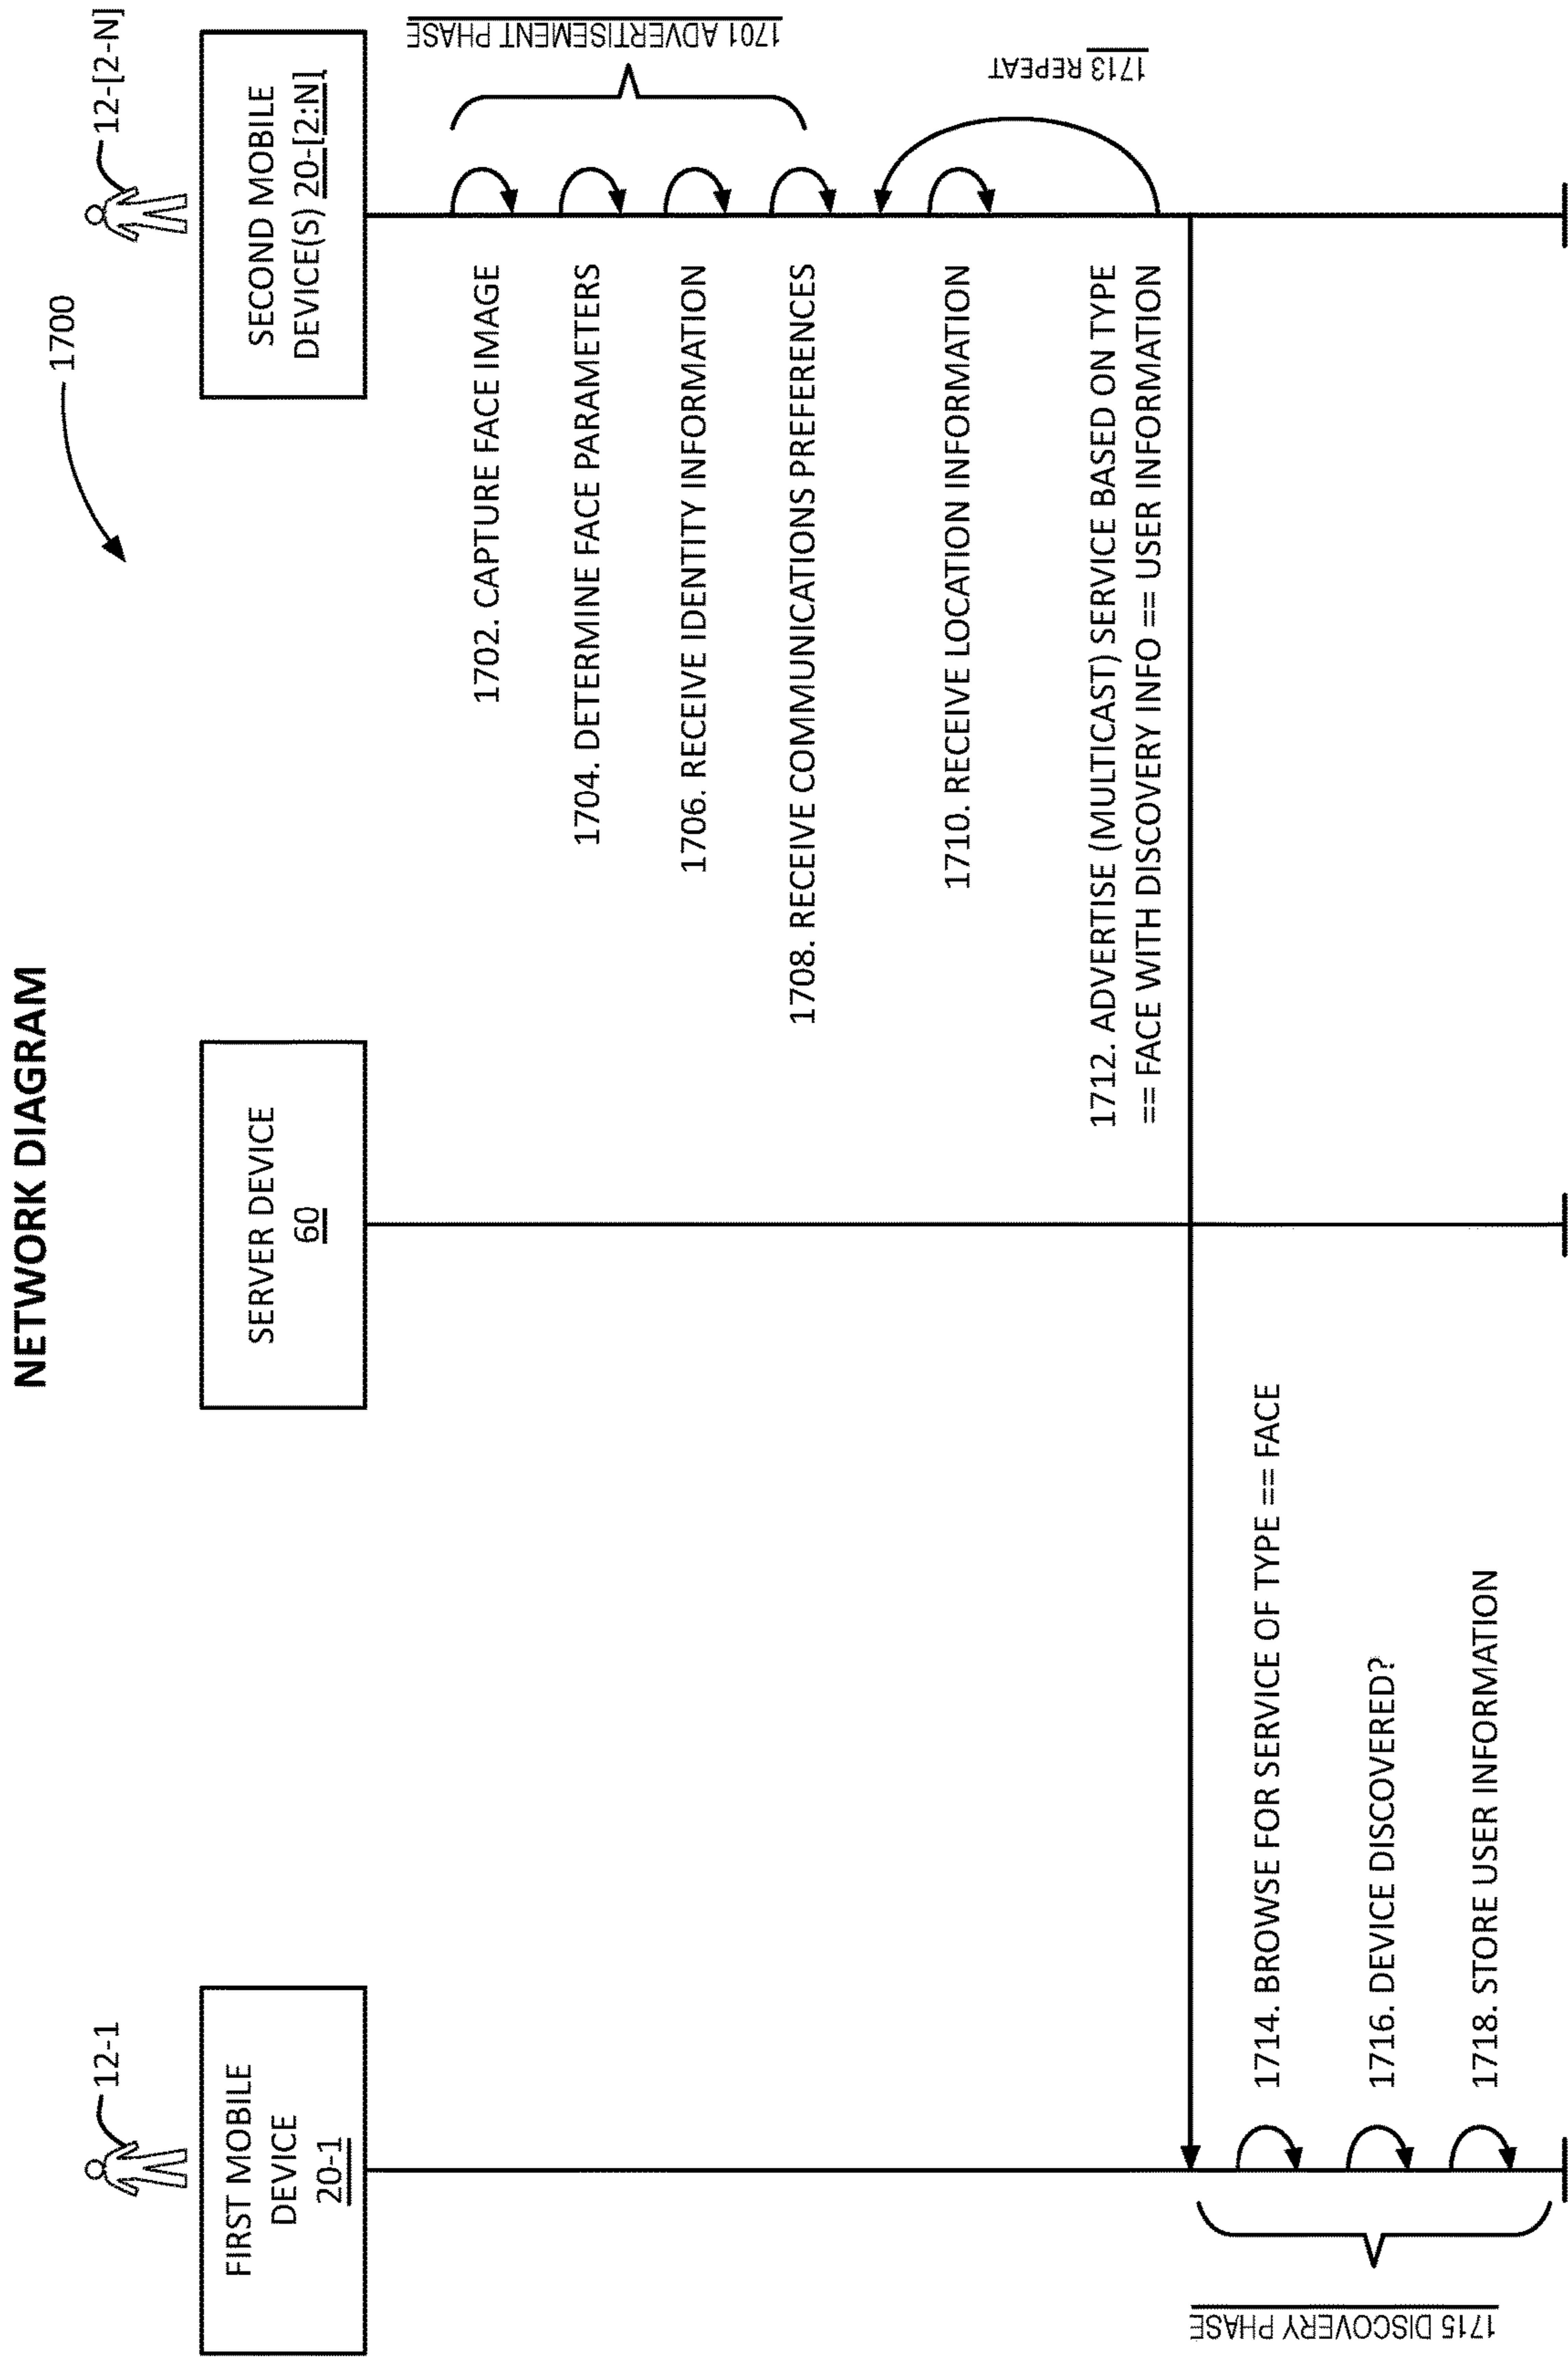 NETWORK DIAGRAM
1700
12-1
FIRST MOBILE
DEVICE
20-1
SERVER DEVICE
60
12-[2-N]
SECOND MOBILE
DEVICE(S) 20-[2:N]
1701 ADVERTISEMENT PHASE
1702. CAPTURE FACE IMAGE
1704. DETERMINE FACE PARAMETERS
1706. RECEIVE IDENTITY INFORMATION
1708. RECEIVE COMMUNICATIONS PREFERENCES
1710. RECEIVE LOCATION INFORMATION
1713 REPEAT
1712. ADVERTISE (MULTICAST) SERVICE BASED ON TYPE
== FACE WITH DISCOVERY INFO == USER INFORMATION
1714. BROWSE FOR SERVICE OF TYPE == FACE
1716. DEVICE DISCOVERED?
1718. STORE USER INFORMATION
1715 DISCOVERY PHASE